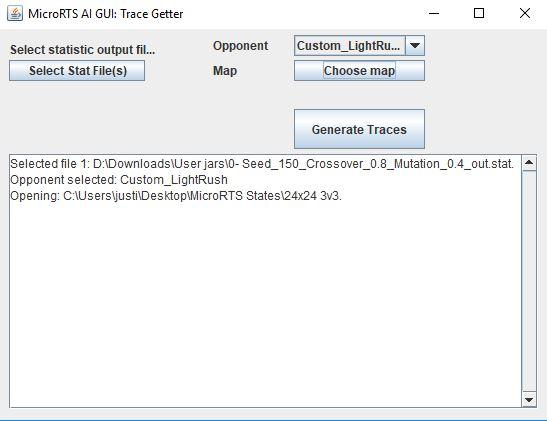 MicroRTS AI GUI: Trace Getter
Select statistic output fil...
Opponent
Custom_LightRu...
Select Stat File(s)
Map
Choose map
Generate Traces
Selected file 1: D:\Downloads\User jars\0- Seed_150_Crossover_0.8_Mutation_0.4_out.stat.
Opponent selected: Custom_LightRush
Opening: C:\Users\justi\Desktop\MicroRTS States\24x24 3v3.